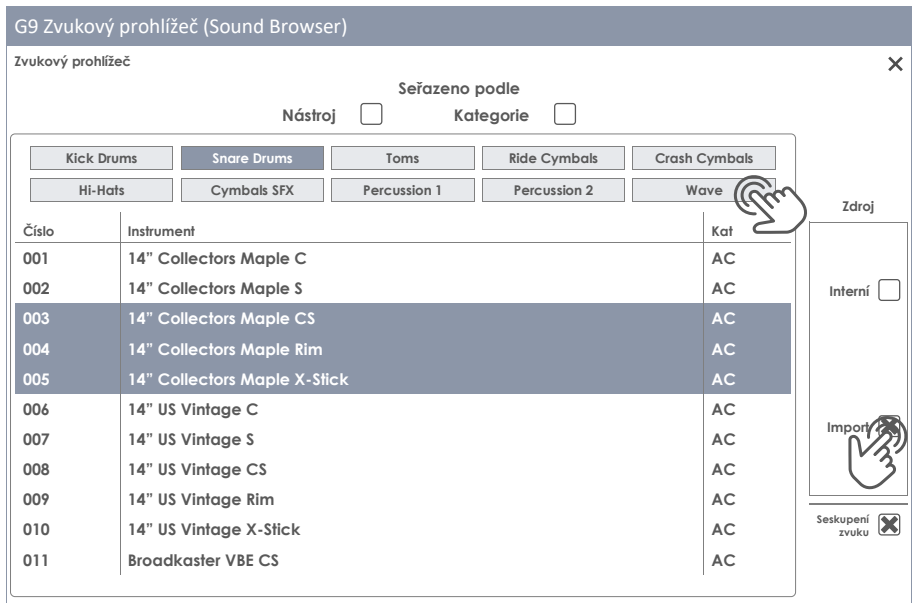 G9 Zvukový prohlížeč (Sound Browser)
Zvukový prohlížeč
Seřazeno podle
Nástroj Kategorie
Kick Drums Snare Drums Toms Ride Cymbals Crash Cymbals
Hi-Hats Cymbals SFX Percussion 1 Percussion 2 Wave
Zdroj
Číslo Instrument Kat
001 14” Collectors Maple C AC
002 14” Collectors Maple S AC
Interní
003 14” Collectors Maple CS AC
004 14” Collectors Maple Rim AC
005 14” Collectors Maple X-Stick AC
006 14” US Vintage C AC
Import
007 14” US Vintage S AC
008 14” US Vintage CS AC
009 14” US Vintage Rim AC
010 14” US Vintage X-Stick AC
Seskupení
zvuku
011 Broadkaster VBE CS AC